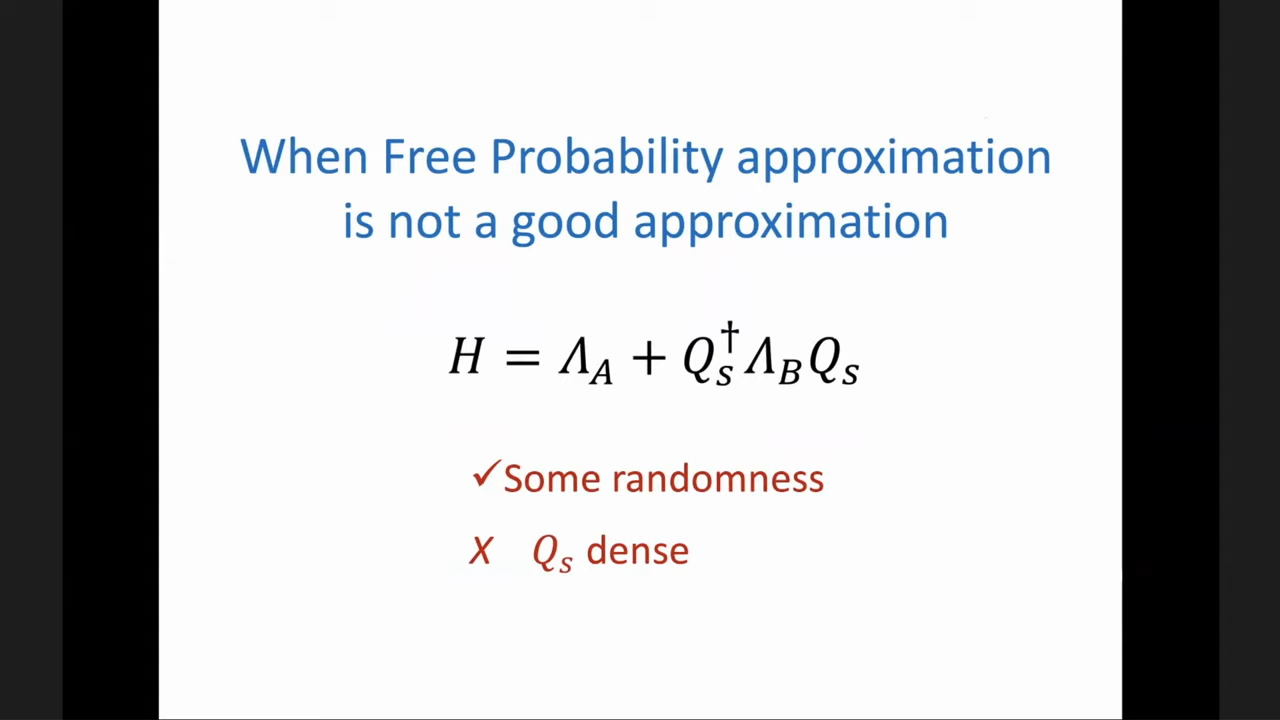 When Free Probability approximation
is not a good approximation
𝐻 = 𝛬_𝐴 + 𝑄_𝑠^† 𝛬_𝐵 𝑄_𝑠
✓Some randomness
X 𝑄_𝑠 dense